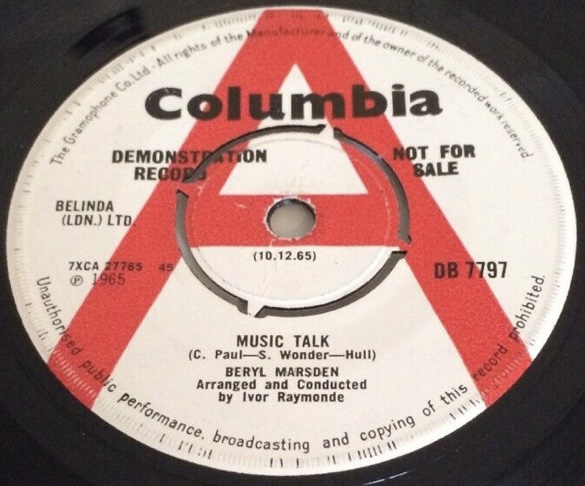 The Gramophone Co. Ltd. · All rights of the Manufacturer and of the owner of the recorded work reserved.
Columbia
DEMONSTRATION
RECORD
NOT FOR
SALE
BELINDA
(LDN.) LTD.
(10.12.65)
7XCA 27765 45
Ⓟ 1965
DB 7797
MUSIC TALK
(C. Paul—S. Wonder—Hull)
BERYL MARSDEN
Arranged and Conducted
by Ivor Raymonde
Unauthorised public performance, broadcasting and copying of this record prohibited.
A